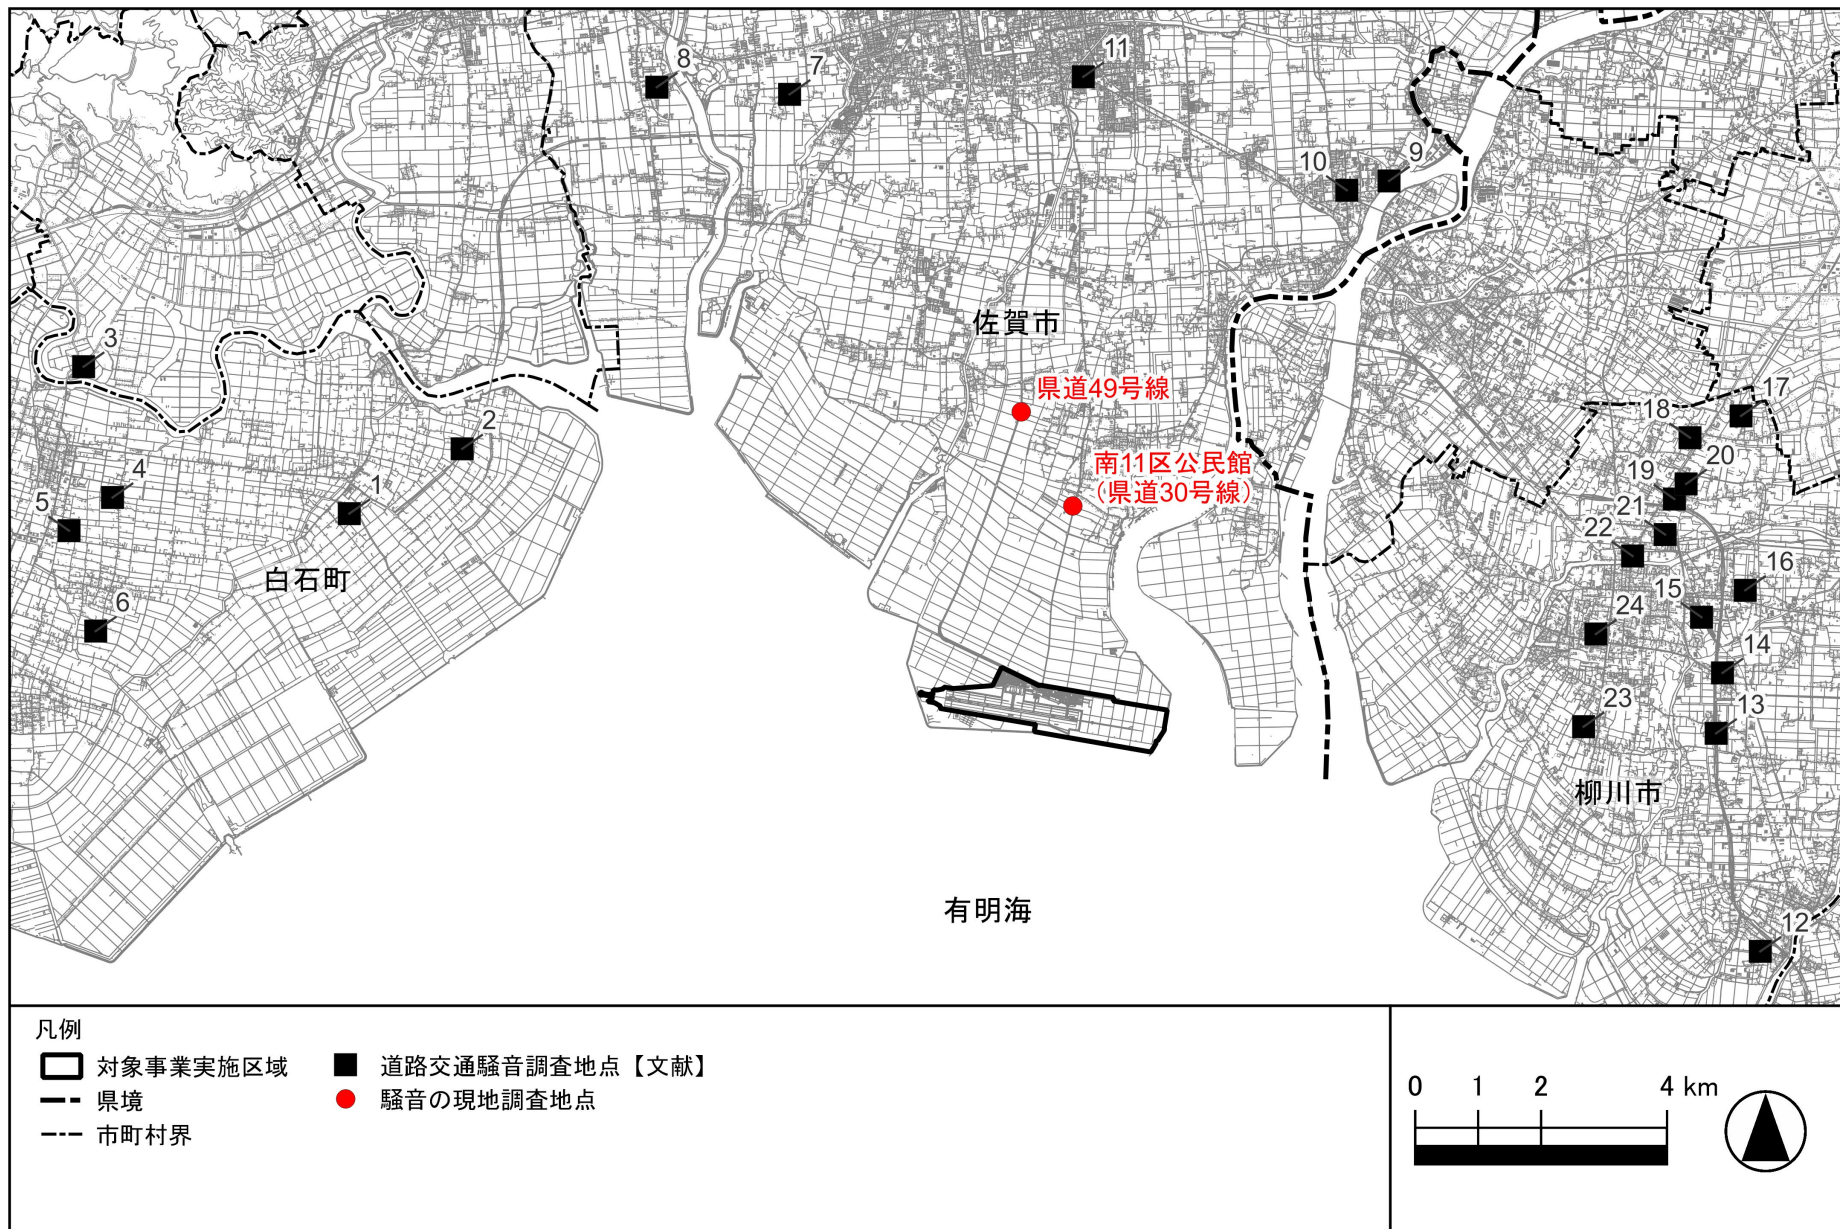 11
8
7
10
9
佐賀市
3
県道49号線
17
18
2
南11区公民館
（県道30号線）
20
19
4
1
5
21
22
白石町
16
15
6
24
14
23
13
柳川市
有明海
12
凡例
対象事業実施区域
道路交通騒音調査地点【文献】
県境
騒音の現地調査地点
市町村界
0 1 2 4 km